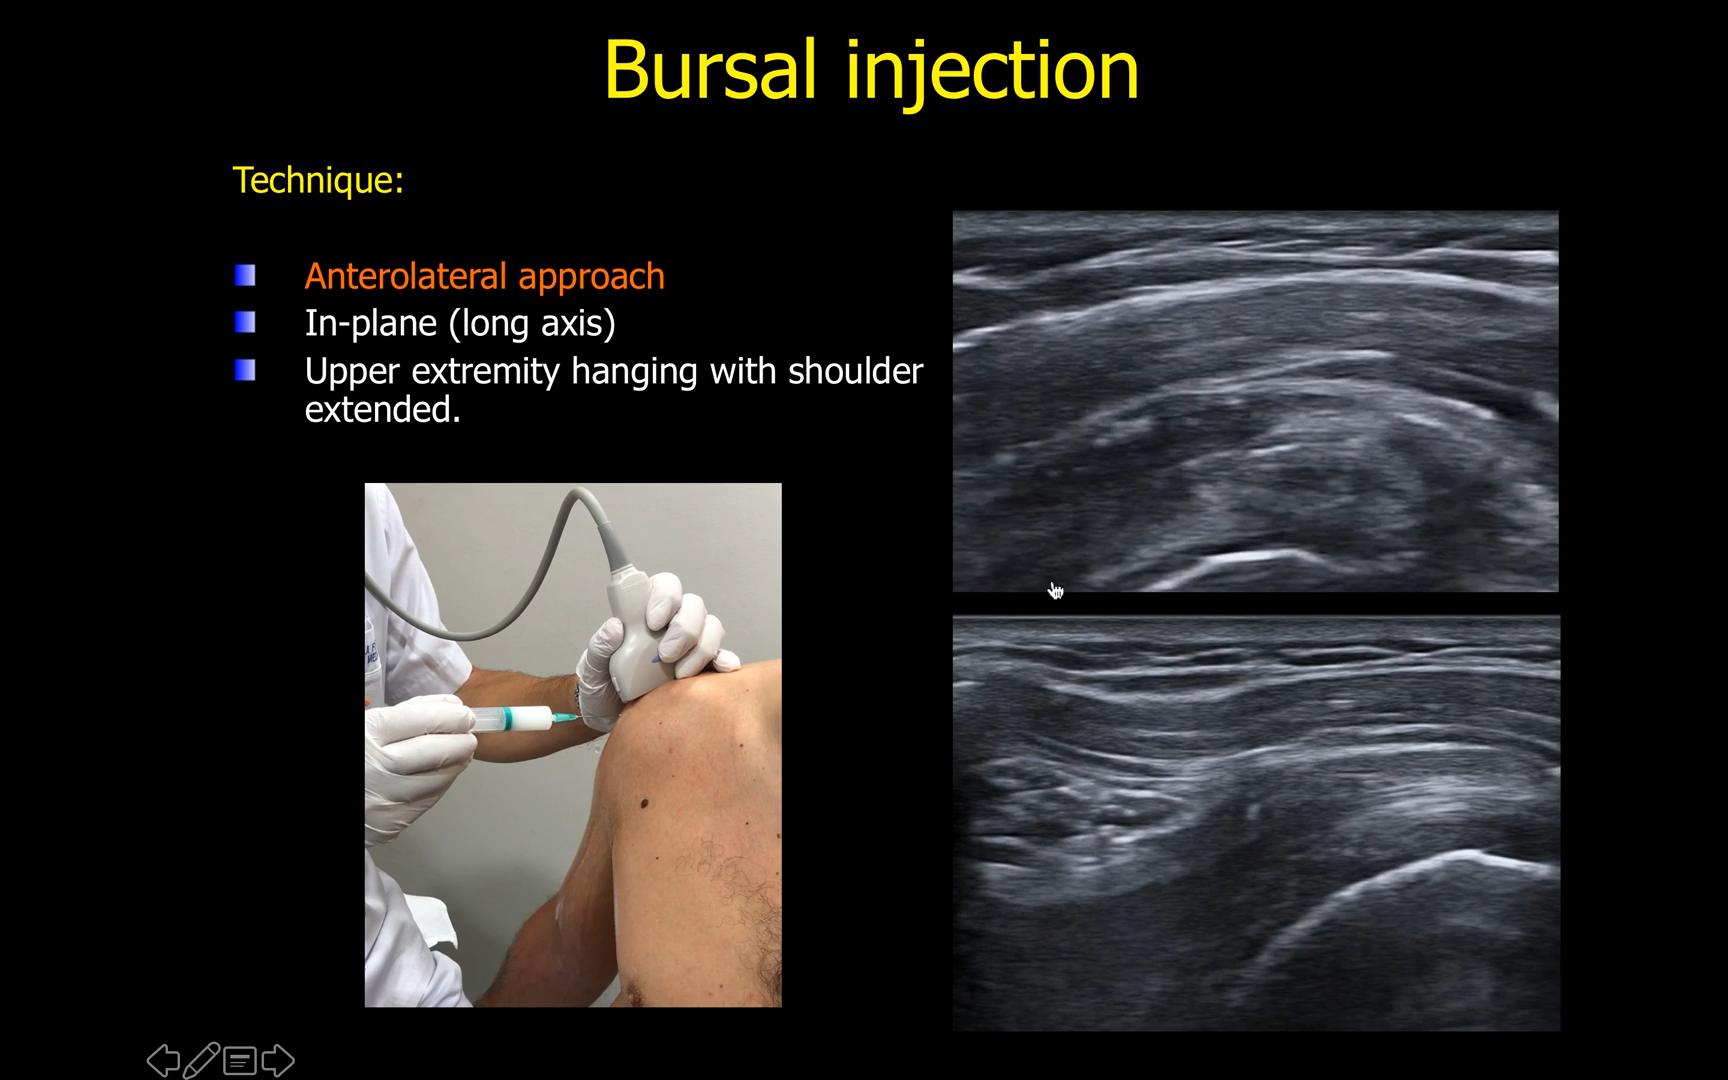 Bursal injection
Technique:
Anterolateral approach
In-plane (long axis)
Upper extremity hanging with shoulder
extended.